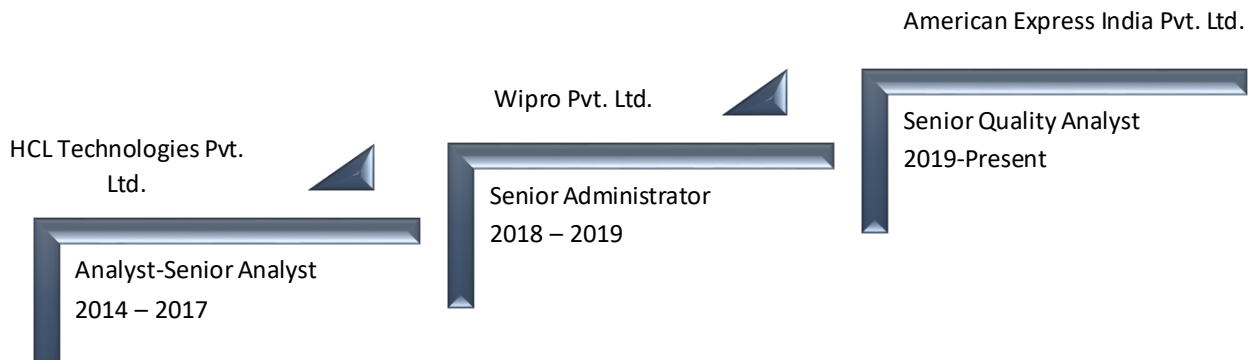 HCL Technologies Pvt.
Ltd.
Analyst-Senior Analyst
2014 – 2017
Wipro Pvt. Ltd.
Senior Administrator
2018 – 2019
American Express India Pvt. Ltd.
Senior Quality Analyst
2019-Present